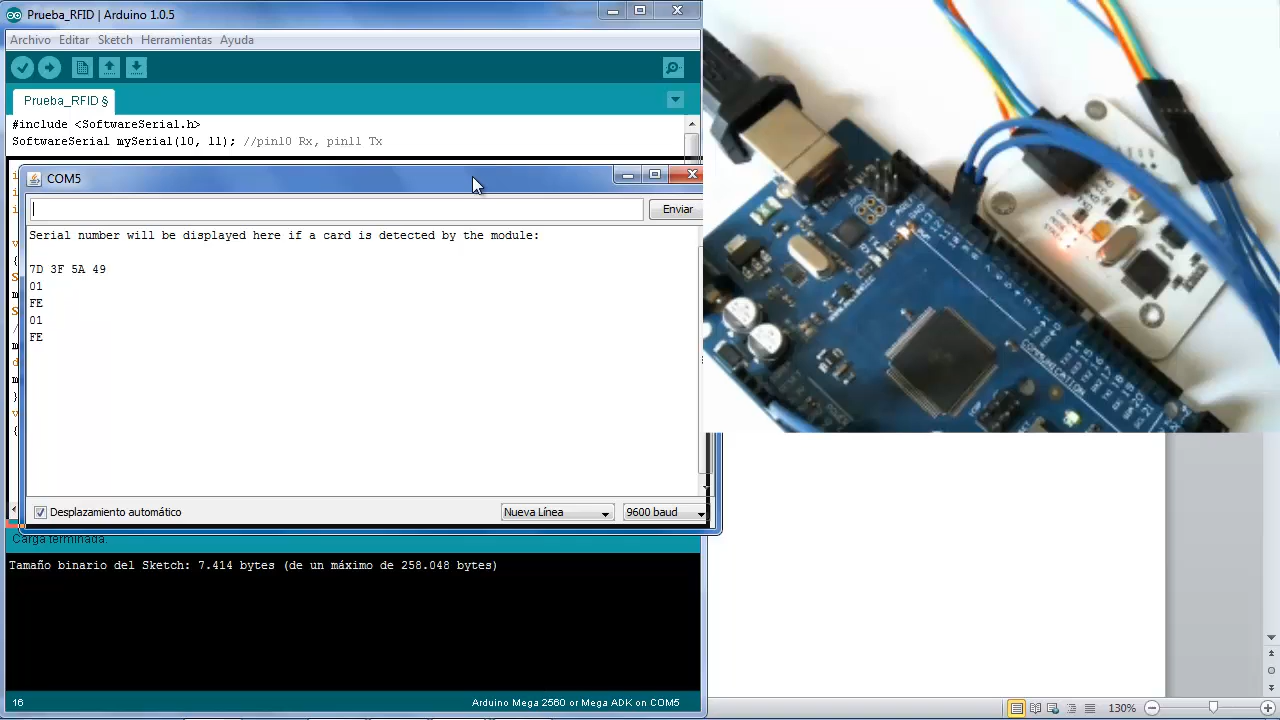 Prueba_RFID | Arduino 1.0.5
Archivo Editar Sketch Herramientas Ayuda
Prueba_RFID §
#include <SoftwareSerial.h>
SoftwareSerial mySerial(10, 11); //pin10 Rx, pin11 Tx
COM5
Enviar
Serial number will be displayed here if a card is detected by the module:
7D 3F 5A 49
01
FE
01
FE
Desplazamiento automático
Nueva Línea
9600 baud
Carga terminada.
Tamaño binario del Sketch: 7.414 bytes (de un máximo de 258.048 bytes)
16
Arduino Mega 2560 or Mega ADK on COM5
COMMUNICATION
130%